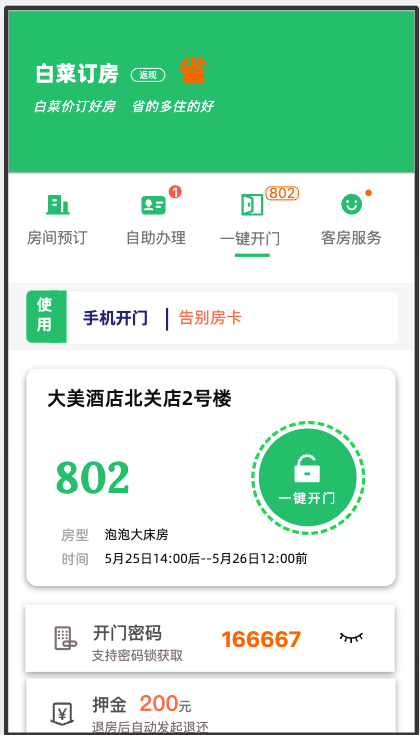 白菜订房 返现 省
白菜价订好房 省的多住的好
1
802
房间预订 自助办理 一键开门 客房服务
使用 手机开门 告别房卡
大美酒店北关店2号楼
802
一键开门
房型 泡泡大床房
时间 5月25日14:00后--5月26日12:00前
开门密码 166667
支持密码锁获取
押金 200元
退房后自动发起退还